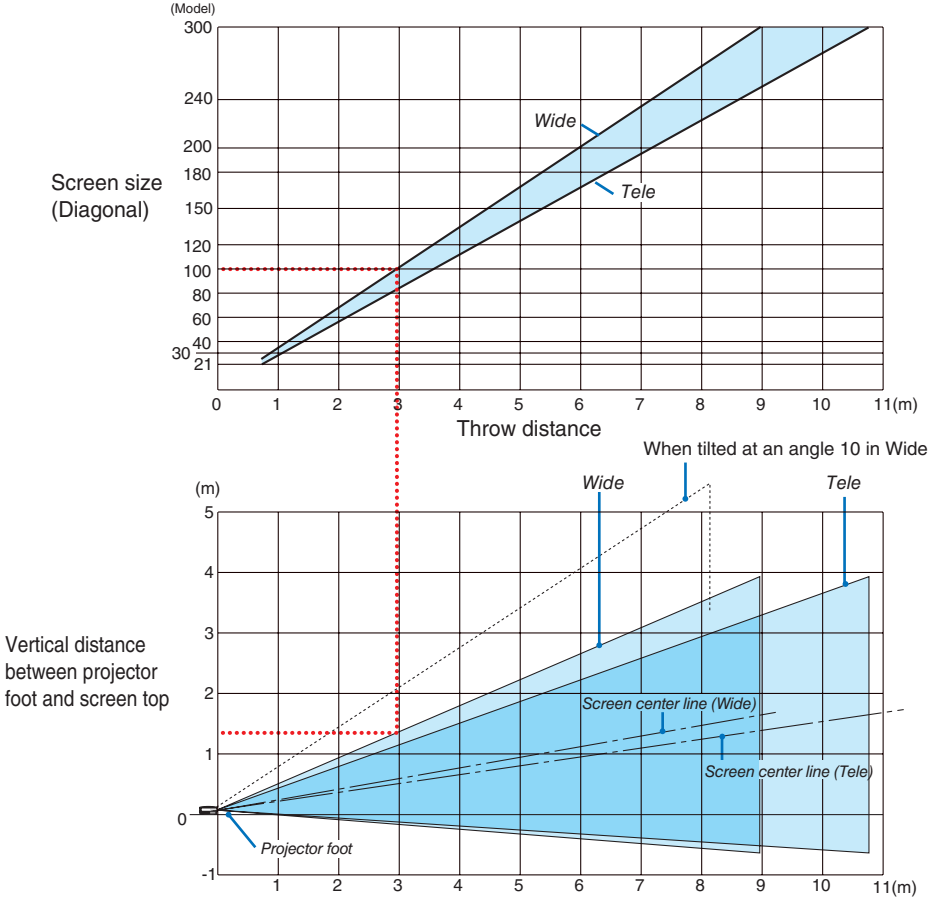 (Model)
300
240
200
180
150
120
100
80
60
40
30
21
Screen size
(Diagonal)
Wide
Tele
0 1 2 3 4 5 6 7 8 9 10 11(m)
Throw distance
When tilted at an angle 10 in Wide
(m)
Wide
Tele
5
4
3
2
1
0
-1
Vertical distance
between projector
foot and screen top
Screen center line (Wide)
Screen center line (Tele)
Projector foot
1 2 3 4 5 6 7 8 9 10 11(m)